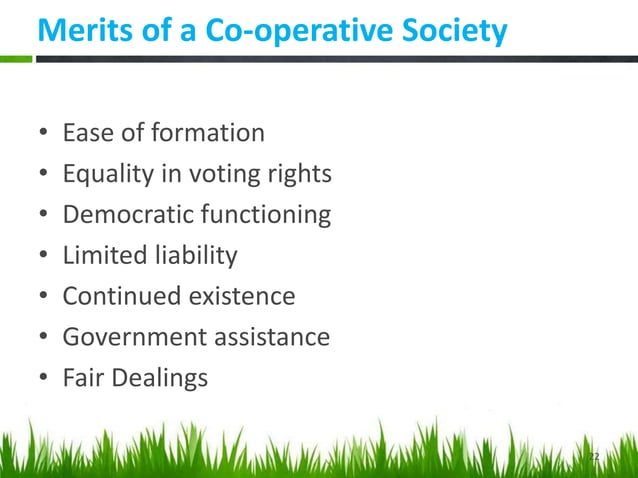 Merits of a Co-operative Society
• Ease of formation
• Equality in voting rights
• Democratic functioning
• Limited liability
• Continued existence
• Government assistance
• Fair Dealings
22